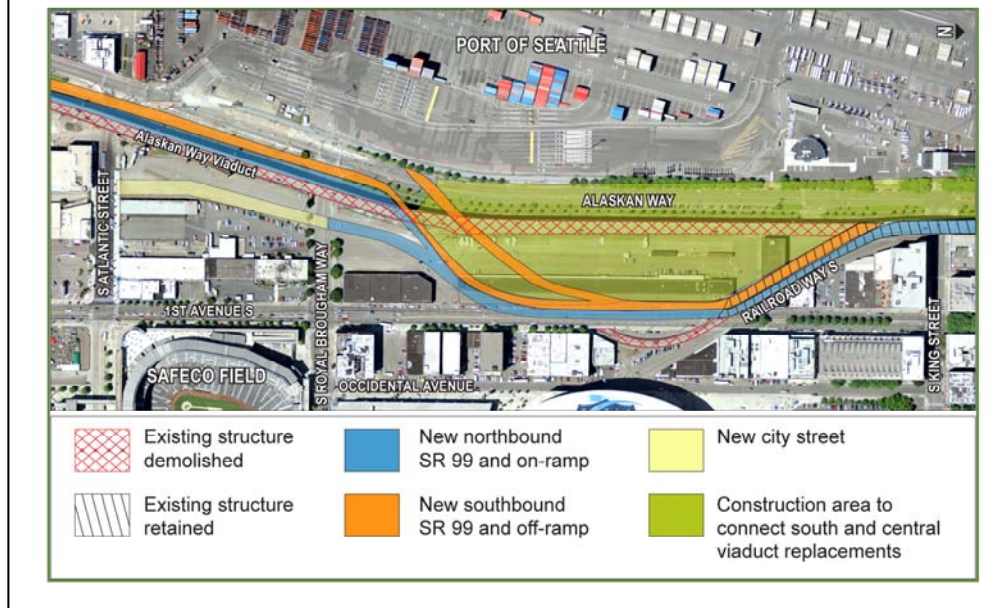 PORT OF SEATTLE
N
Alaskan Way Viaduct
ALASKAN WAY
S ATLANTIC STREET
S ROYAL BROUGHAM WAY
RAILROAD WAY S
1ST AVENUE S
S KING STREET
SAFECO FIELD
OCCIDENTAL AVENUE
Existing structure
demolished
New northbound
SR 99 and on-ramp
New city street
Existing structure
retained
New southbound
SR 99 and off-ramp
Construction area to
connect south and central
viaduct replacements